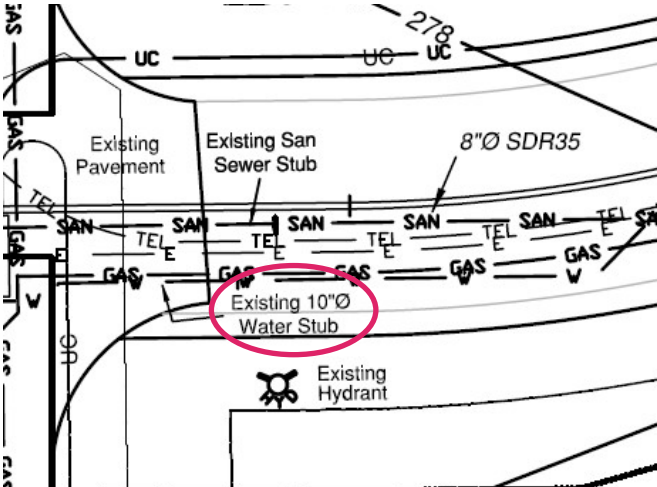 GAS
278
UC
UC
UC
GAS
Existing
Pavement
Existing San
Sewer Stub
8"Ø SDR35
TEL
SAN
SAN
SAN
SAN
SAN
TEL
SA
GAS
TEL
TEL
TEL
TEL
E
E
E
E
E
GAS
GAS
GAS
GAS
GAS
W
W
W
W
W
W
Existing 10"Ø
Water Stub
UC
GAS
Existing
Hydrant
GAS